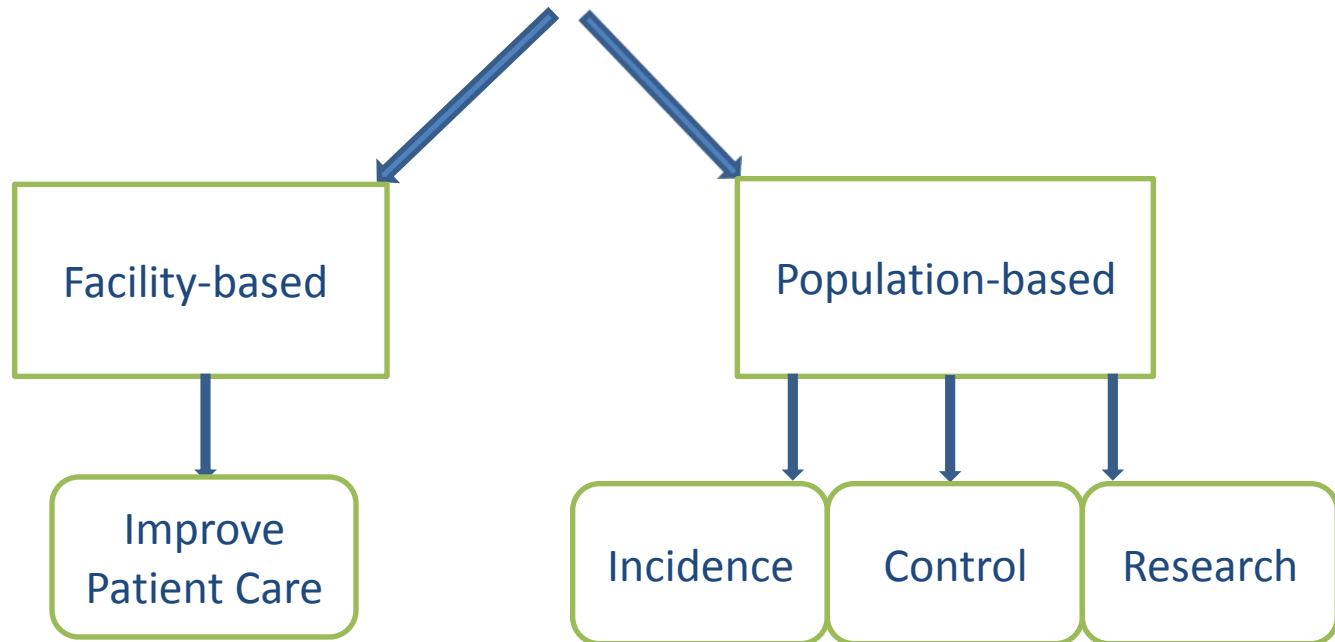 Facility-based
Population-based
Improve
Patient Care
Incidence
Control
Research